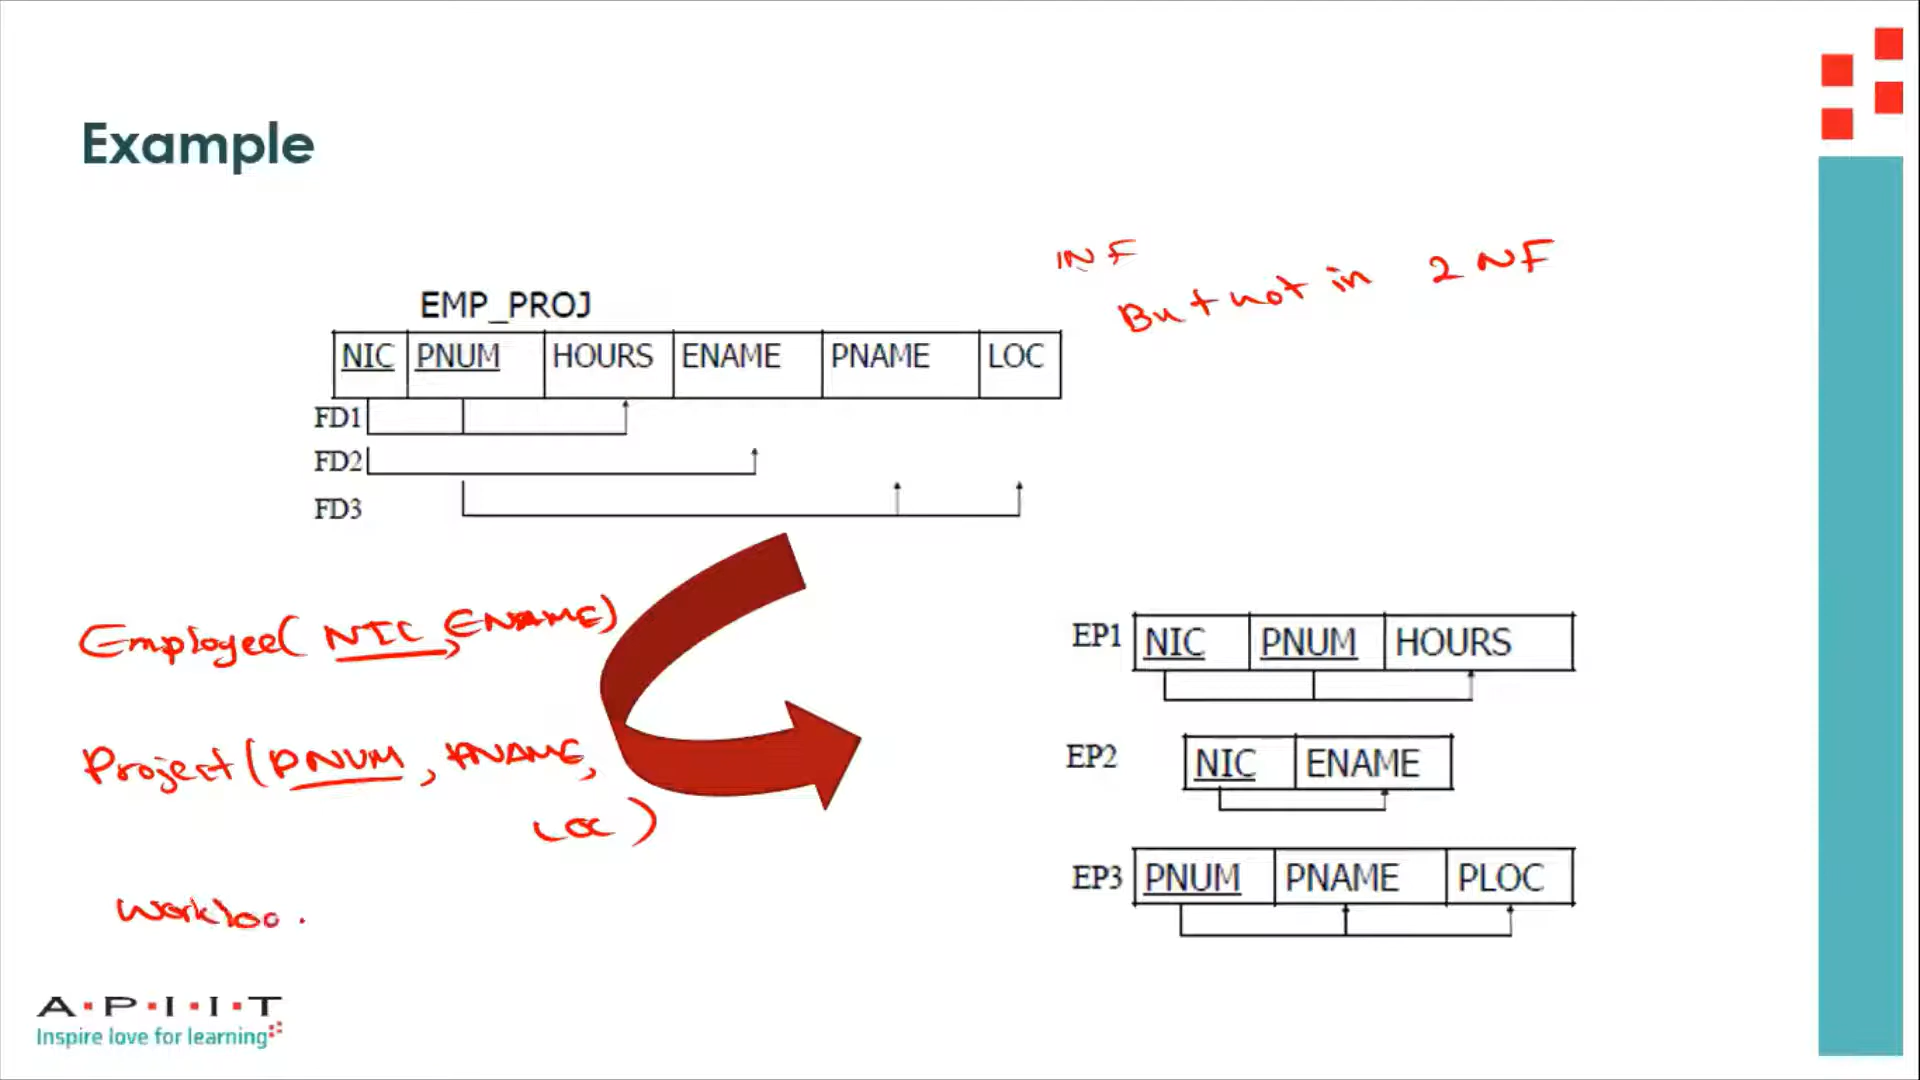 Example
1NF
But not in 2NF
EMP_PROJ
NIC PNUM HOURS ENAME PNAME LOC
FD1
FD2
FD3
Employee( NIC, ENAME)
Project(PNUM, PNAME,
LOC)
EP1 NIC PNUM HOURS
EP2 NIC ENAME
EP3 PNUM PNAME PLOC
A·P·I·I·T
Inspire love for learning